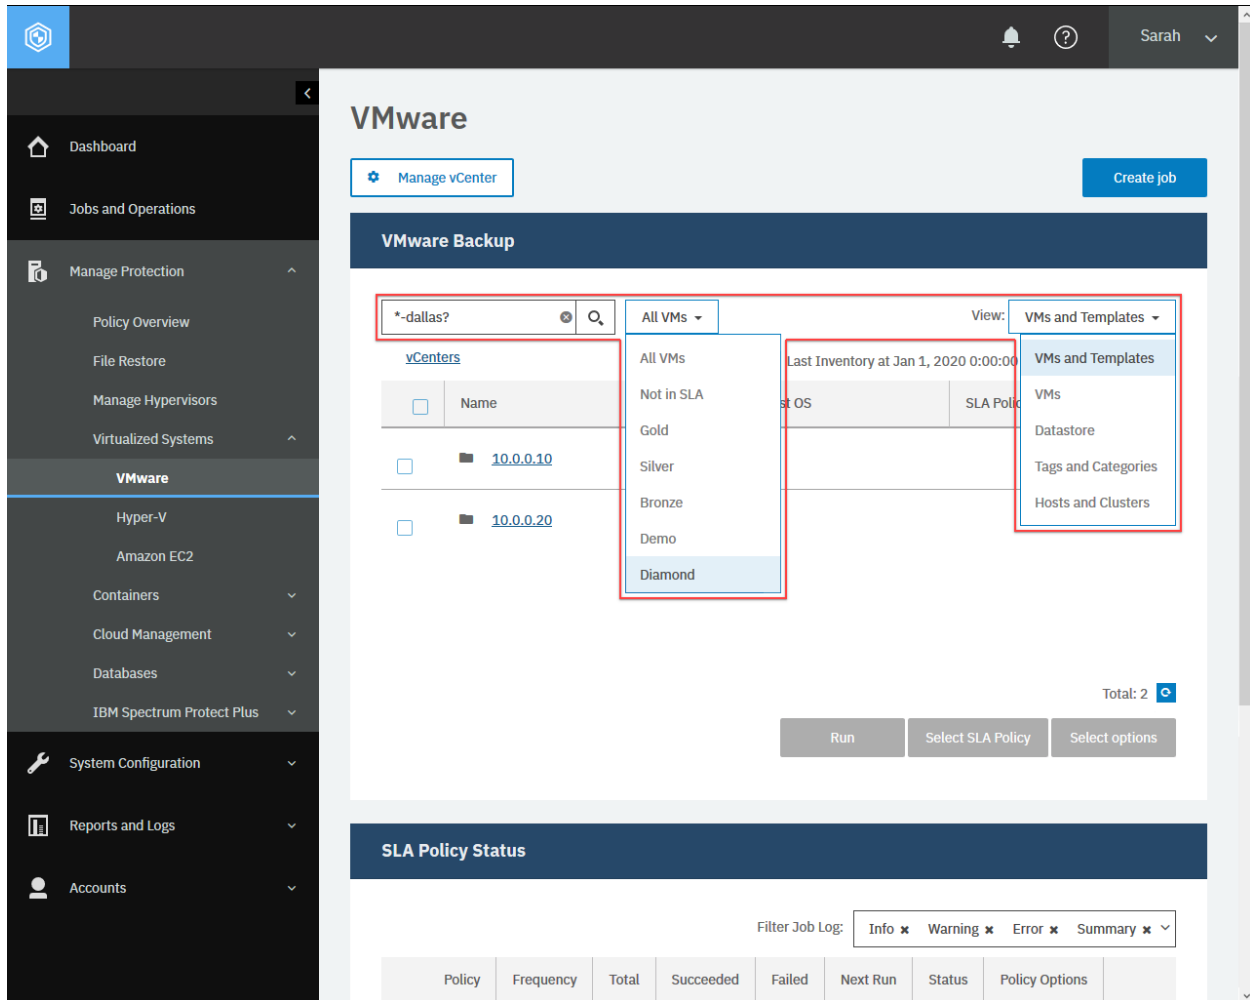 Sarah
VMware
Manage vCenter
Create job
Dashboard
Jobs and Operations
Manage Protection
Policy Overview
File Restore
Manage Hypervisors
Virtualized Systems
VMware
Hyper-V
Amazon EC2
Containers
Cloud Management
Databases
IBM Spectrum Protect Plus
System Configuration
Reports and Logs
Accounts
VMware Backup
*-dallas?
All VMs
View: VMs and Templates
vCenters
Last Inventory at Jan 1, 2020 0:00:00
All VMs
Not in SLA
Gold
Silver
Bronze
Demo
Diamond
VMs and Templates
VMs
Datastore
Tags and Categories
Hosts and Clusters
Name st OS SLA Polic
10.0.0.10
10.0.0.20
Total: 2
Run Select SLA Policy Select options
SLA Policy Status
Filter Job Log: Info × Warning × Error × Summary ×
Policy Frequency Total Succeeded Failed Next Run Status Policy Options